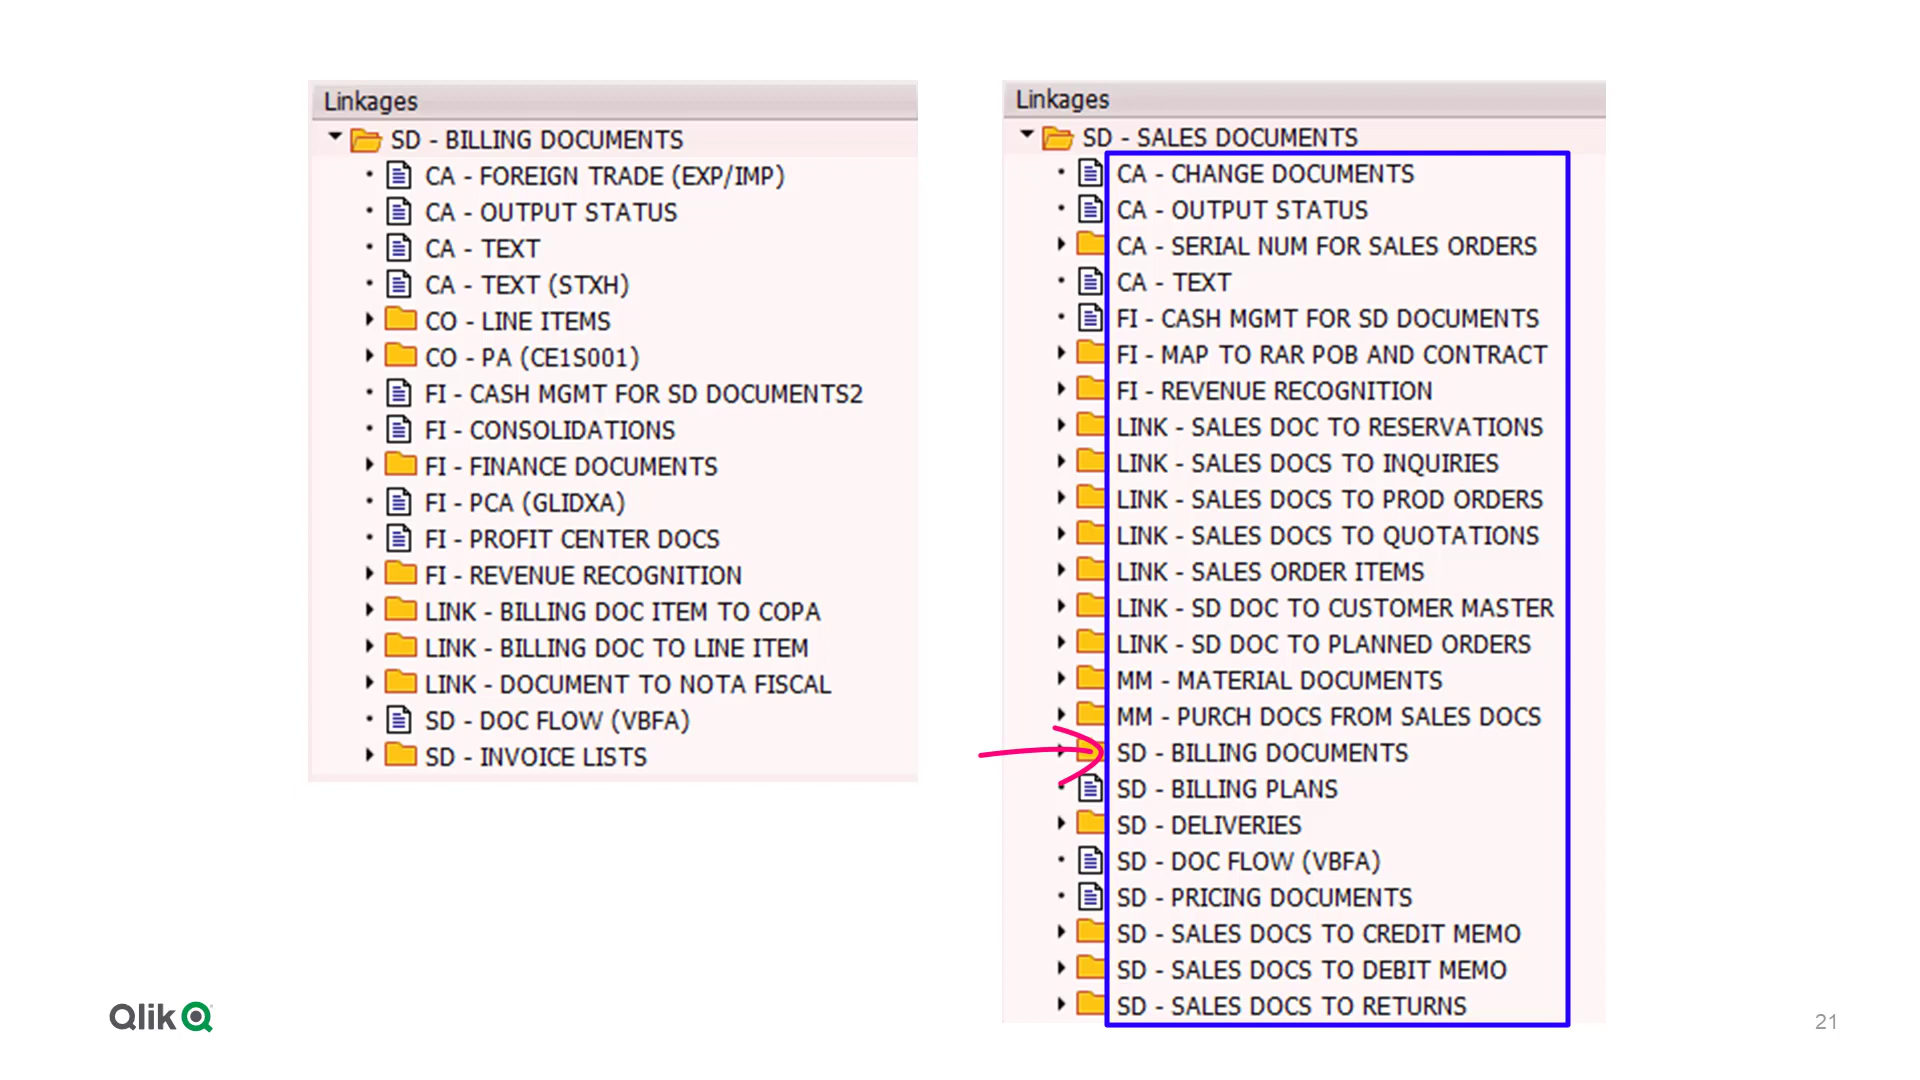 Linkages
SD - BILLING DOCUMENTS
CA - FOREIGN TRADE (EXP/IMP)
CA - OUTPUT STATUS
CA - TEXT
CA - TEXT (STXH)
CO - LINE ITEMS
CO - PA (CE1S001)
FI - CASH MGMT FOR SD DOCUMENTS2
FI - CONSOLIDATIONS
FI - FINANCE DOCUMENTS
FI - PCA (GLIDXA)
FI - PROFIT CENTER DOCS
FI - REVENUE RECOGNITION
LINK - BILLING DOC ITEM TO COPA
LINK - BILLING DOC TO LINE ITEM
LINK - DOCUMENT TO NOTA FISCAL
SD - DOC FLOW (VBFA)
SD - INVOICE LISTS
Linkages
SD - SALES DOCUMENTS
CA - CHANGE DOCUMENTS
CA - OUTPUT STATUS
CA - SERIAL NUM FOR SALES ORDERS
CA - TEXT
FI - CASH MGMT FOR SD DOCUMENTS
FI - MAP TO RAR POB AND CONTRACT
FI - REVENUE RECOGNITION
LINK - SALES DOC TO RESERVATIONS
LINK - SALES DOCS TO INQUIRIES
LINK - SALES DOCS TO PROD ORDERS
LINK - SALES DOCS TO QUOTATIONS
LINK - SALES ORDER ITEMS
LINK - SD DOC TO CUSTOMER MASTER
LINK - SD DOC TO PLANNED ORDERS
MM - MATERIAL DOCUMENTS
MM - PURCH DOCS FROM SALES DOCS
SD - BILLING DOCUMENTS
SD - BILLING PLANS
SD - DELIVERIES
SD - DOC FLOW (VBFA)
SD - PRICING DOCUMENTS
SD - SALES DOCS TO CREDIT MEMO
SD - SALES DOCS TO DEBIT MEMO
SD - SALES DOCS TO RETURNS
Qlik
21